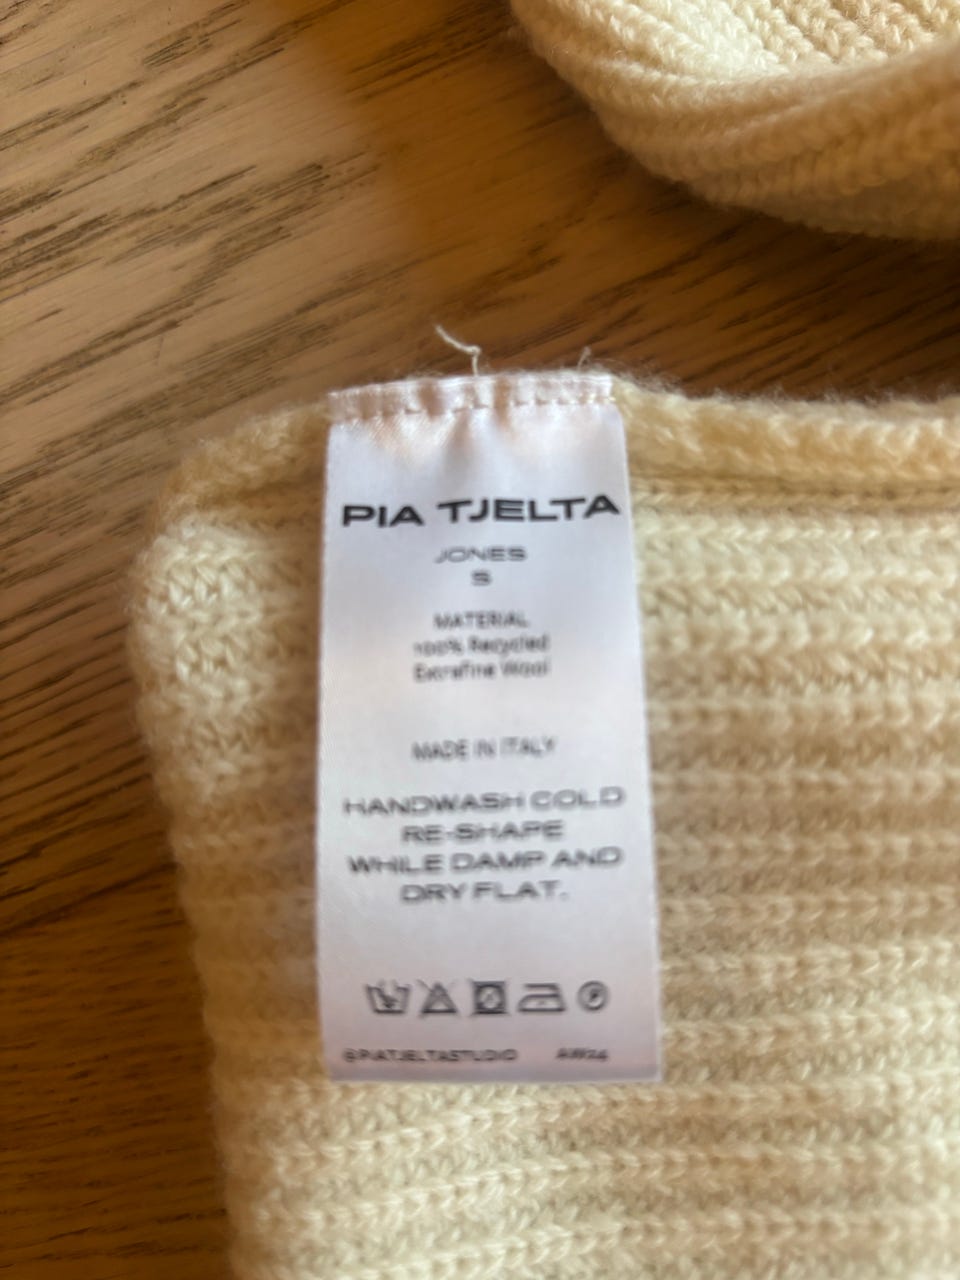 PIA TJELTA
JONES
S
MATERIAL
100% Recycled
Extrafine Wool
MADE IN ITALY
HANDWASH COLD
RE-SHAPE
WHILE DAMP AND
DRY FLAT.
P
@PIATJELTASTUDIO AW24